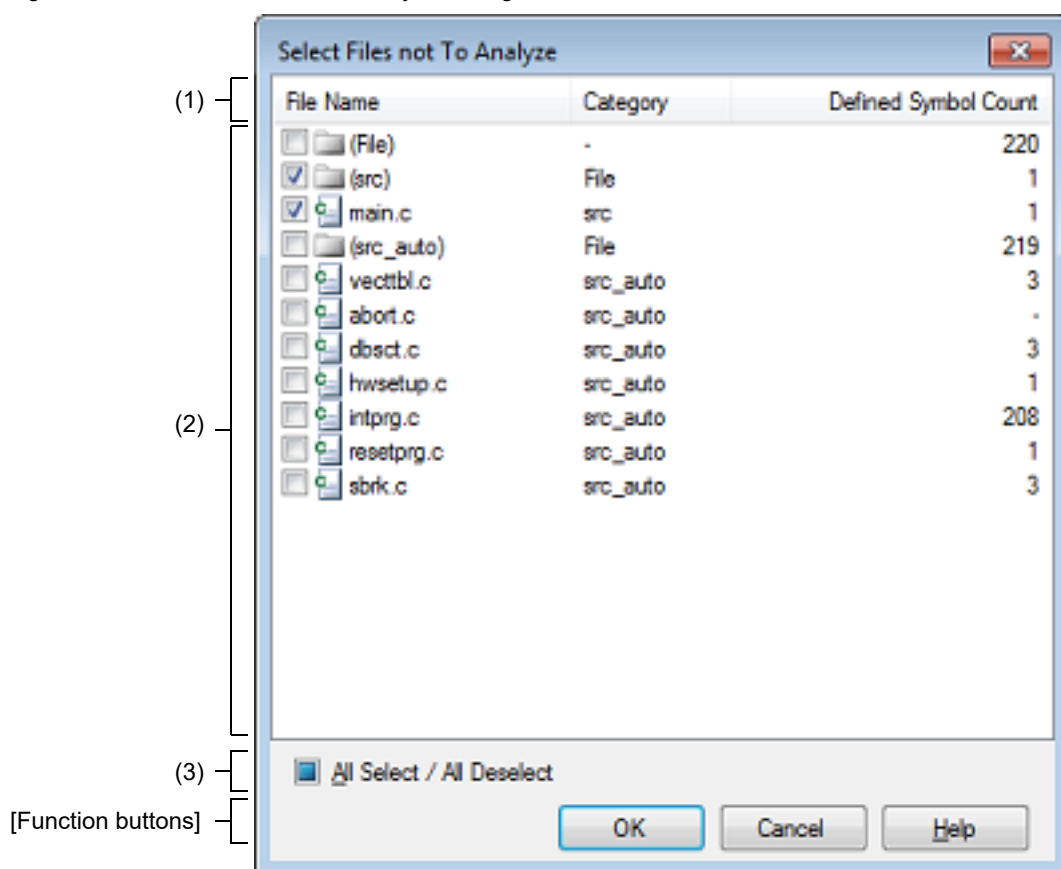 Select Files not To Analyze
(1)
File Name Category Defined Symbol Count
(File) - 220
(src) File 1
main.c src 1
(src_auto) File 219
vecttbl.c src_auto 3
abort.c src_auto -
dbsct.c src_auto 3
hwsetup.c src_auto 1
(2)
intprg.c src_auto 208
resetprg.c src_auto 1
sbrk.c src_auto 3
(3)
All Select / All Deselect
[Function buttons]
OK Cancel Help